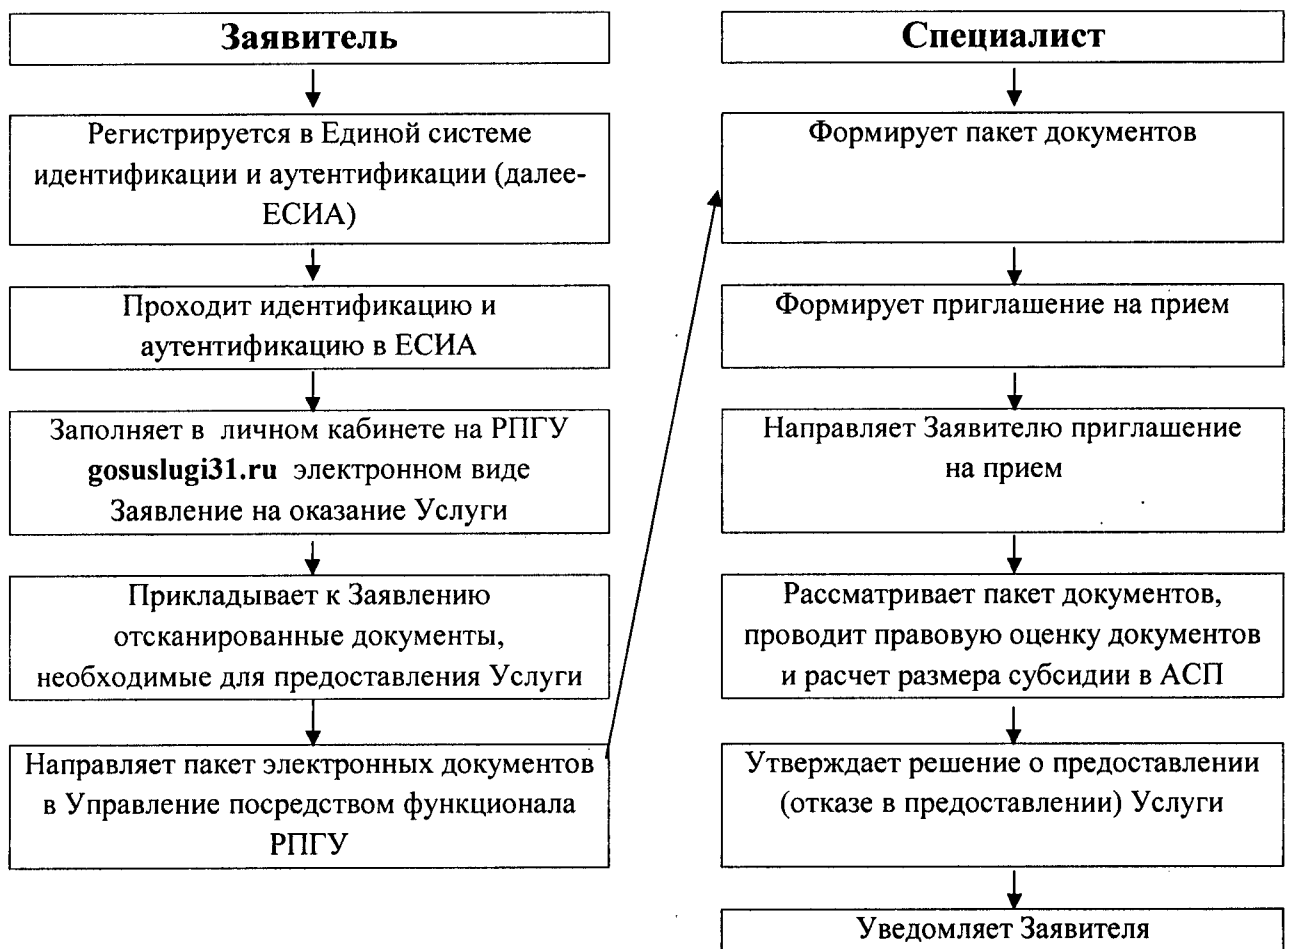 Заявитель
Регистрируется в Единой системе
идентификации и аутентификации (далее-
ЕСИА)
Проходит идентификацию и
аутентификацию в ЕСИА
Заполняет в личном кабинете на РПГУ
gosuslugi31.ru электронном виде
Заявление на оказание Услуги
Прикладывает к Заявлению
отсканированные документы,
необходимые для предоставления Услуги
Направляет пакет электронных документов
в Управление посредством функционала
РПГУ
Специалист
Формирует пакет документов
Формирует приглашение на прием
Направляет Заявителю приглашение
на прием
Рассматривает пакет документов,
проводит правовую оценку документов
и расчет размера субсидии в АСП
Утверждает решение о предоставлении
(отказе в предоставлении) Услуги
Уведомляет Заявителя